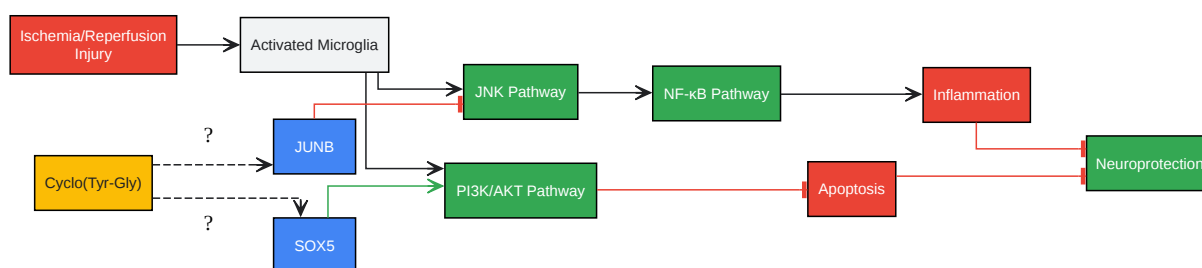 Ischemia/Reperfusion
Injury
Activated Microglia
JNK Pathway
NF-κB Pathway
Inflammation
?
JUNB
Cyclo(Tyr-Gly)
PI3K/AKT Pathway
Apoptosis
Neuroprotection
?
SOX5